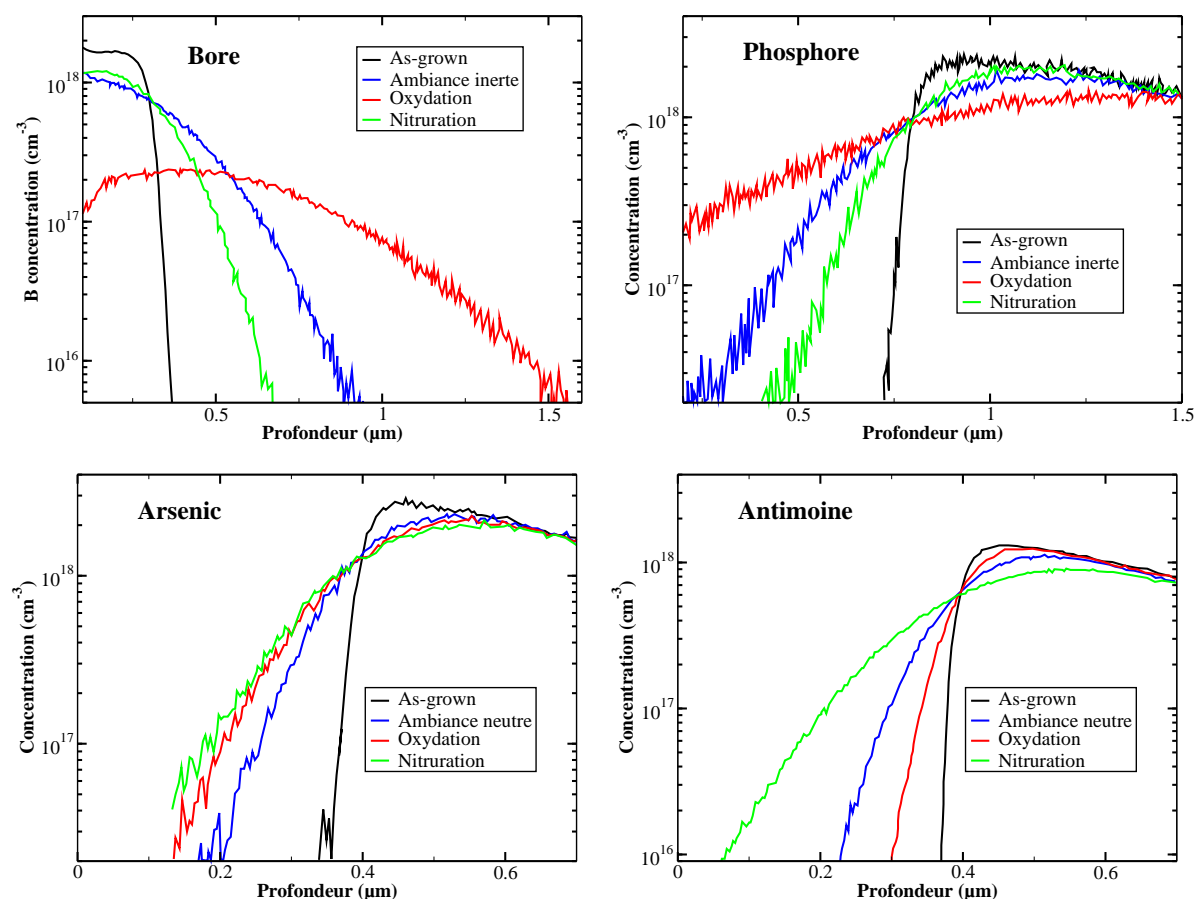 Bore
As-grown
Ambiance inerte
Oxydation
Nitruration
10^18
10^17
10^16
B concentration (cm^-3)
0.5
1
1.5
Profondeur (µm)
Phosphore
As-grown
Ambiance inerte
Oxydation
Nitruration
10^18
10^17
Concentration (cm^-3)
0.5
1
1.5
Profondeur (µm)
Arsenic
As-grown
Ambiance neutre
Oxydation
Nitruration
10^18
10^17
Concentration (cm^-3)
0
0.2
0.4
0.6
Profondeur (µm)
Antimoine
As-grown
Ambiance neutre
Oxydation
Nitruration
10^18
10^17
10^16
Concentration (cm^-3)
0
0.2
0.4
0.6
Profondeur (µm)